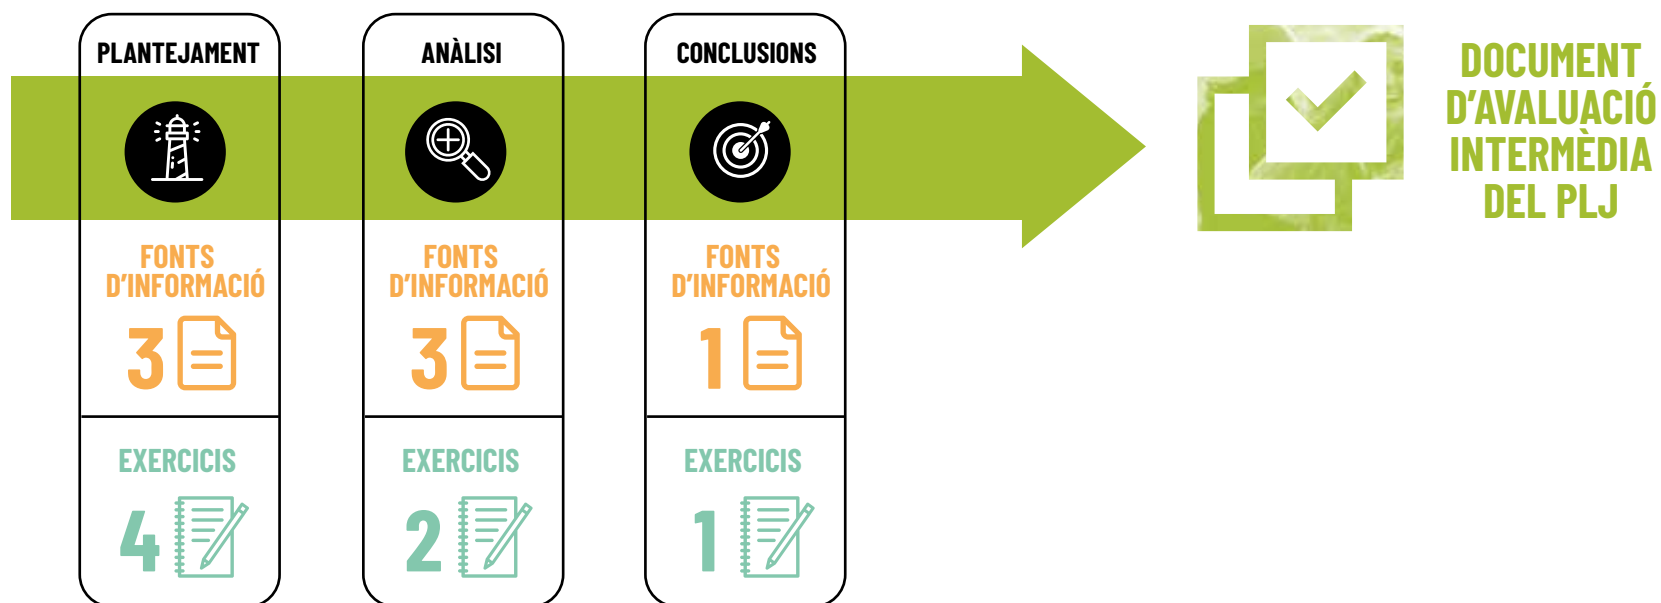 PLANTEJAMENT
FONTS
D'INFORMACIÓ
3
EXERCICIS
4
ANÀLISI
FONTS
D'INFORMACIÓ
3
EXERCICIS
2
CONCLUSIONS
FONTS
D'INFORMACIÓ
1
EXERCICIS
1
DOCUMENT
D'AVALUACIÓ
INTERMÈDIA
DEL PLJ